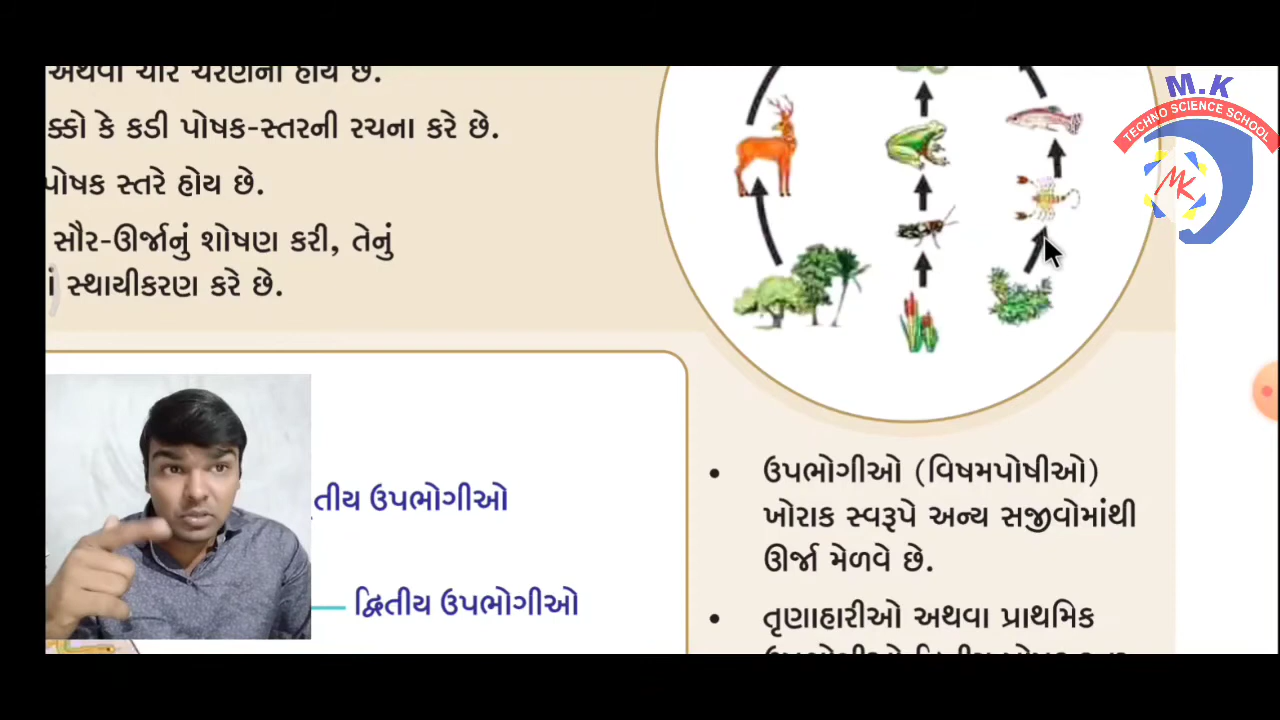 અથવા ચાર ચરણના હોય છે.
ક્કો કે કડી પોષક-સ્તરની રચના કરે છે.
પોષક સ્તરે હોય છે.
સૌર-ઊર્જાનું શોષણ કરી, તેનું
સ્થાયીકરણ કરે છે.
M.K
TECHNO SCIENCE SCHOOL
MK
તીય ઉપભોગીઓ
દ્વિતીય ઉપભોગીઓ
• ઉપભોગીઓ (વિષમપોષીઓ)
ખોરાક સ્વરૂપે અન્ય સજીવોમાંથી
ઊર્જા મેળવે છે.
• તૃણાહારીઓ અથવા પ્રાથમિક